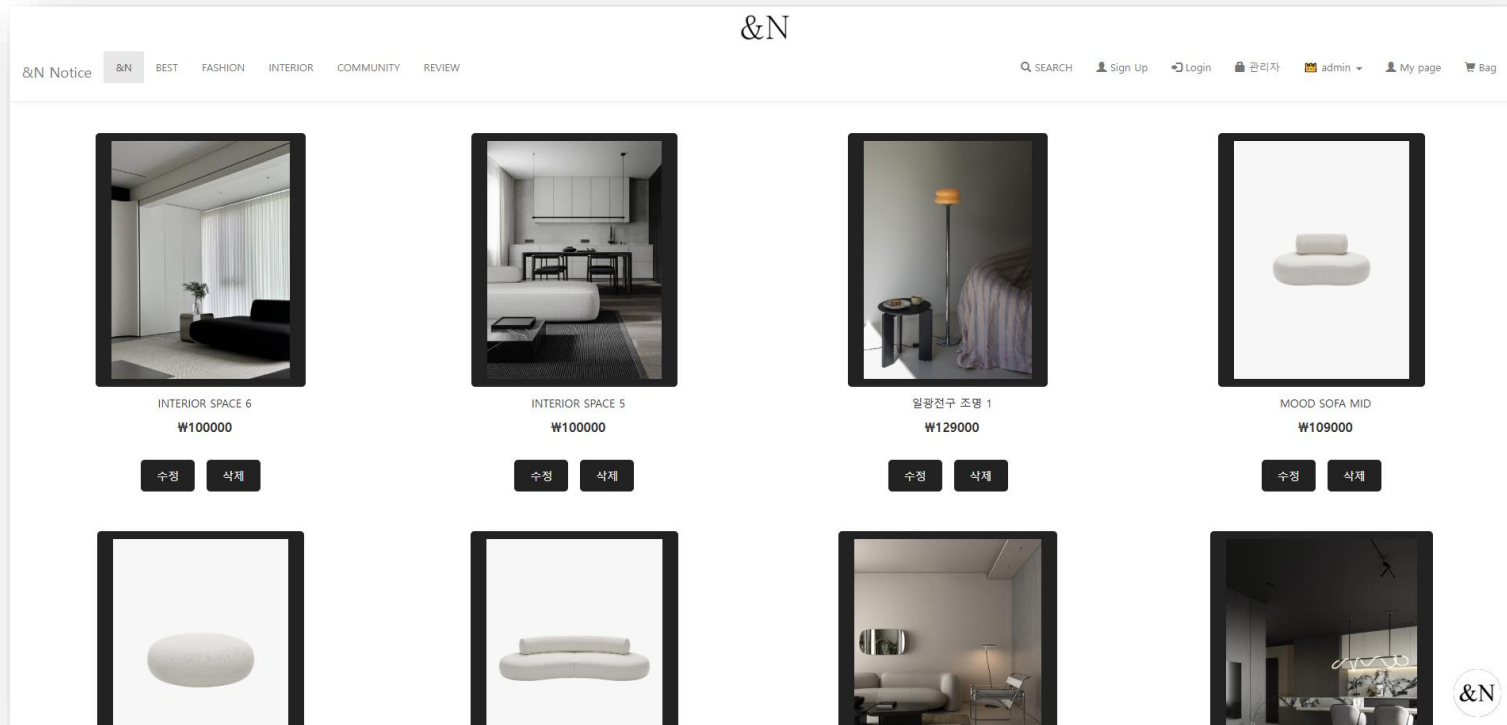 &N
&N Notice &N BEST FASHION INTERIOR COMMUNITY REVIEW SEARCH Sign Up Login 관리자 admin My page Bag
INTERIOR SPACE 6 INTERIOR SPACE 5 일광전구 조명 1 MOOD SOFA MID
₩100000 ₩100000 ₩129000 ₩109000
수정 삭제 수정 삭제 수정 삭제 수정 삭제
&N